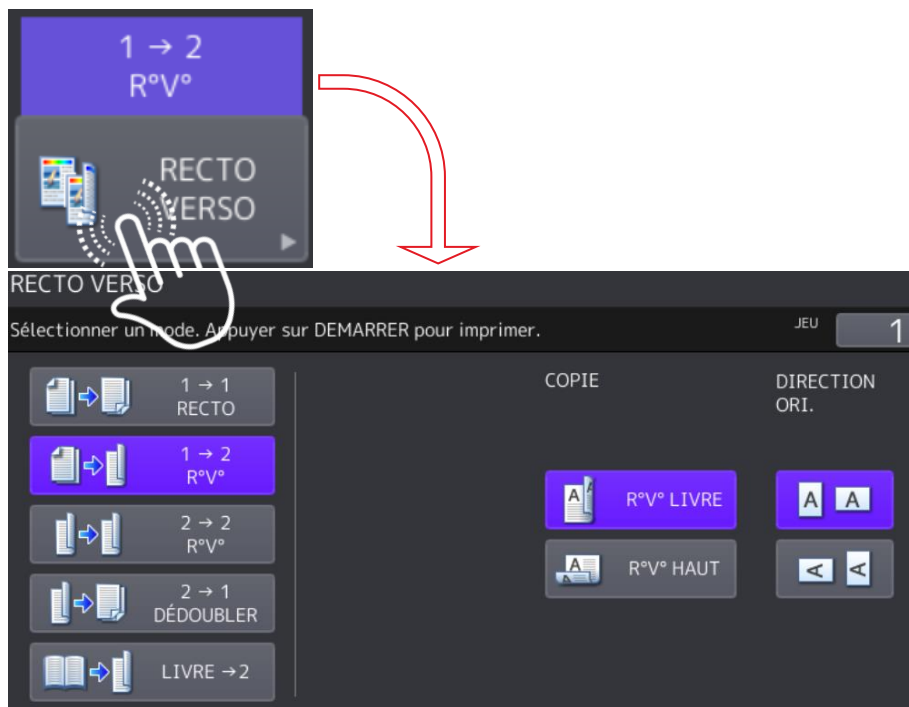 1 → 2
R°V°
RECTO
VERSO
RECTO VERSO
Sélectionner un mode. Appuyer sur DEMARRER pour imprimer.
JEU
1
1 → 1
RECTO
1 → 2
R°V°
2 → 2
R°V°
2 → 1
DÉDOUBLER
LIVRE →2
COPIE
R°V° LIVRE
R°V° HAUT
DIRECTION
ORI.
A A
A A